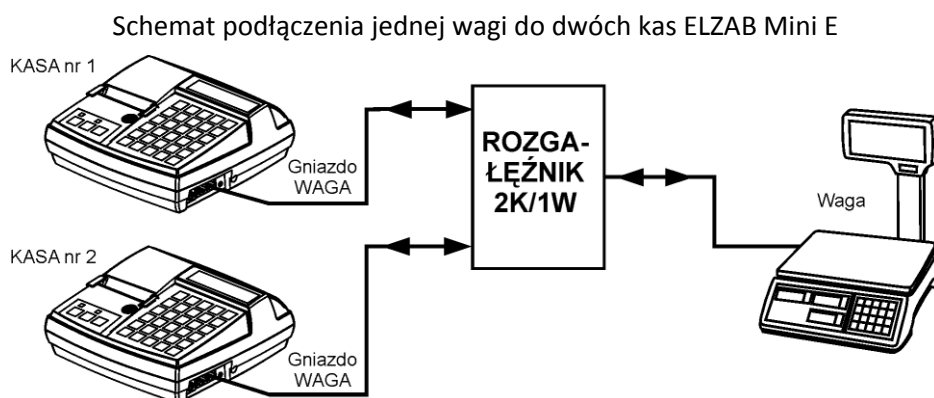 Schemat podłączenia jednej wagi do dwóch kas ELZAB Mini E
KASA nr 1
Gniazdo
WAGA
ROZGA-
ŁĘŹNIK
2K/1W
Waga
KASA nr 2
Gniazdo
WAGA